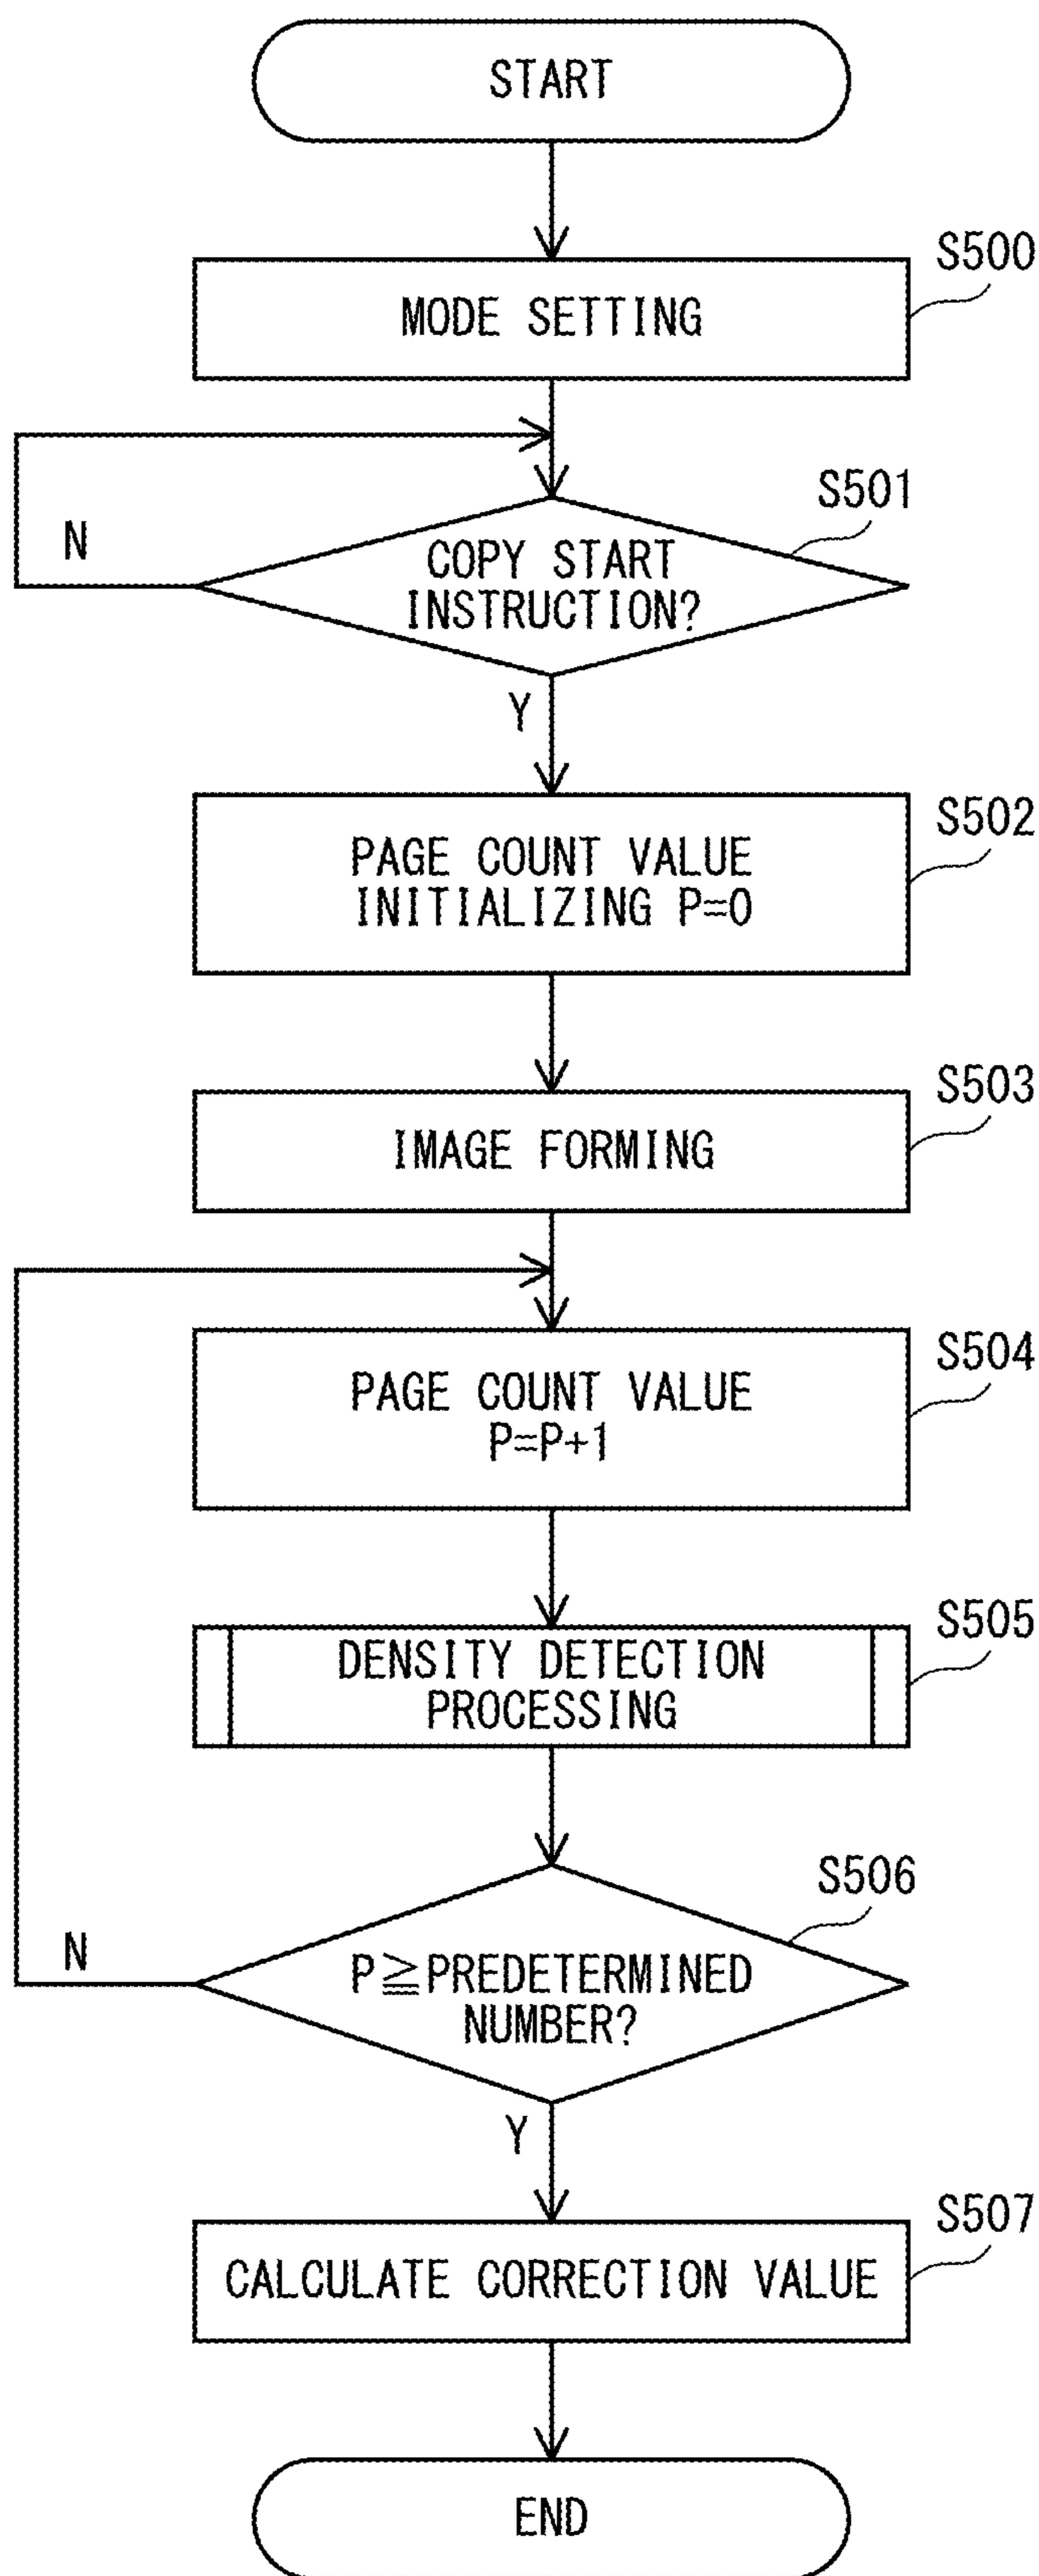 START
S500
MODE SETTING
S501
N
COPY START
INSTRUCTION?
Y
S502
PAGE COUNT VALUE
INITIALIZING P=0
S503
IMAGE FORMING
S504
PAGE COUNT VALUE
P=P+1
S505
DENSITY DETECTION
PROCESSING
S506
N
P≧PREDETERMINED
NUMBER?
Y
S507
CALCULATE CORRECTION VALUE
END